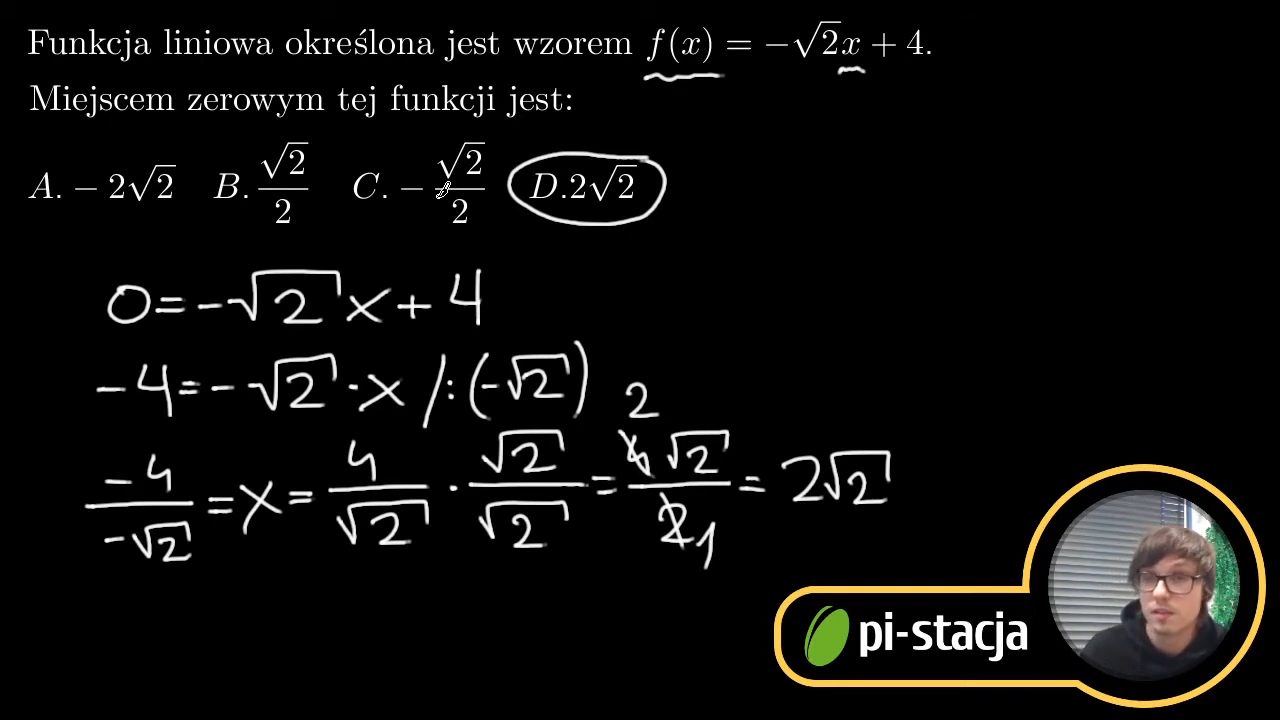 Funkcja liniowa określona jest wzorem f(x) = −√2x + 4.
Miejscem zerowym tej funkcji jest:
A. − 2√2 B. √2/2 C. − √2/2 D.2√2
0 = −√2 x + 4
−4 = −√2 · x /:(−√2)
−4/−√2 = x = 4/√2 · √2/√2 = 4√2/2 = 2√2
2
1
pi-stacja